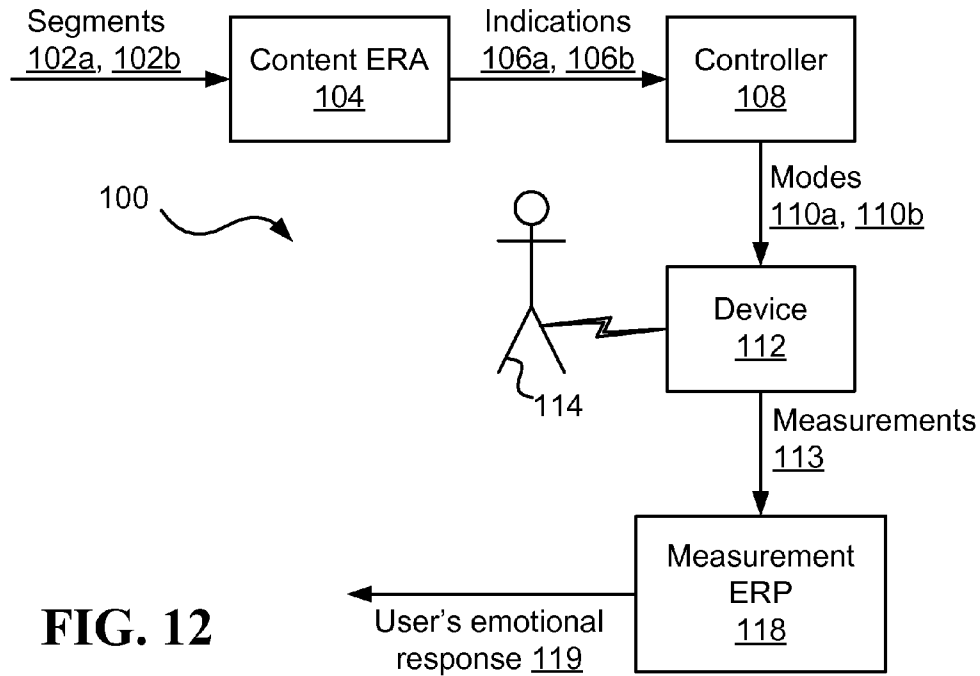 Segments
102a, 102b
Content ERA
104
Indications
106a, 106b
Controller
108
Modes
110a, 110b
100
Device
112
114
Measurements
113
Measurement
ERP
118
User's emotional
response 119
FIG. 12